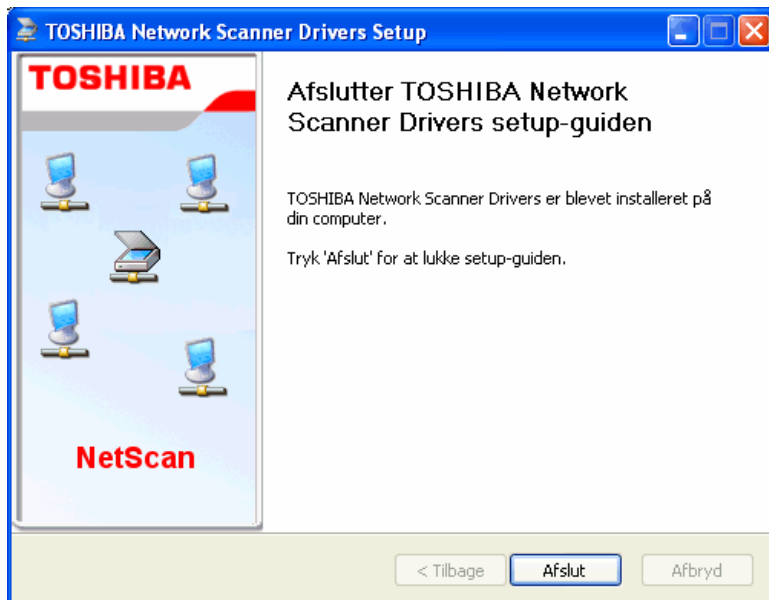 TOSHIBA Network Scanner Drivers Setup
TOSHIBA
NetScan
Afslutter TOSHIBA Network
Scanner Drivers setup-guiden
TOSHIBA Network Scanner Drivers er blevet installeret på
din computer.
Tryk 'Afslut' for at lukke setup-guiden.
< Tilbage
Afslut
Afbryd